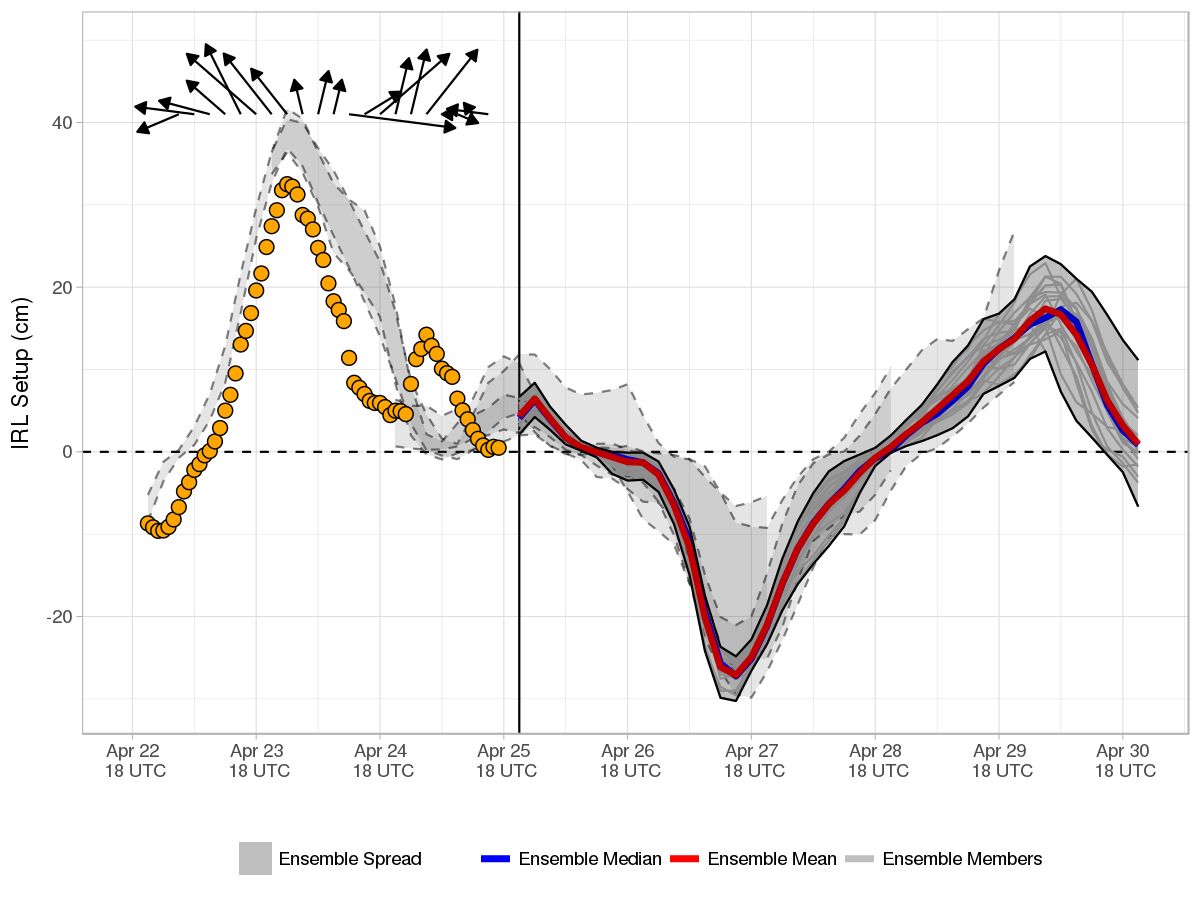 IRL Setup (cm)
40
20
0
-20
Apr 22 Apr 23 Apr 24 Apr 25 Apr 26 Apr 27 Apr 28 Apr 29 Apr 30
18 UTC 18 UTC 18 UTC 18 UTC 18 UTC 18 UTC 18 UTC 18 UTC 18 UTC
Ensemble Spread Ensemble Median Ensemble Mean Ensemble Members